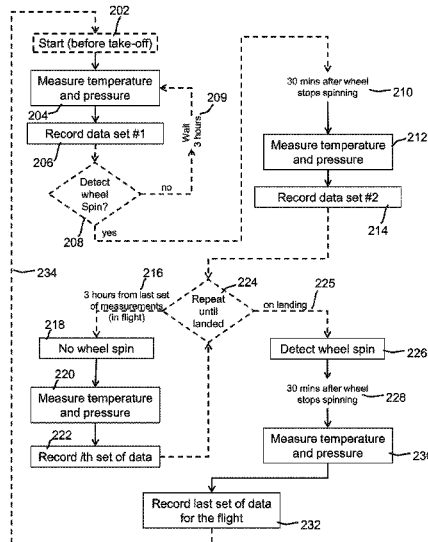 202
Start (before take-off)
Measure temperature
and pressure
204
209
Wait
3 hours
Record data set #1
206
Detect
wheel
Spin?
no
208
yes
30 mins after wheel
stops spinning
210
212
Measure temperature
and pressure
Record data set #2
214
234
216
3 hours from last set
of measurements
(in flight)
224
Repeat
until
landed
225
on landing
218
No wheel spin
220
Measure temperature
and pressure
222
Record ith set of data
Detect wheel spin
226
30 mins after wheel
stops spinning
228
Measure temperature
and pressure
230
Record last set of data
for the flight
232